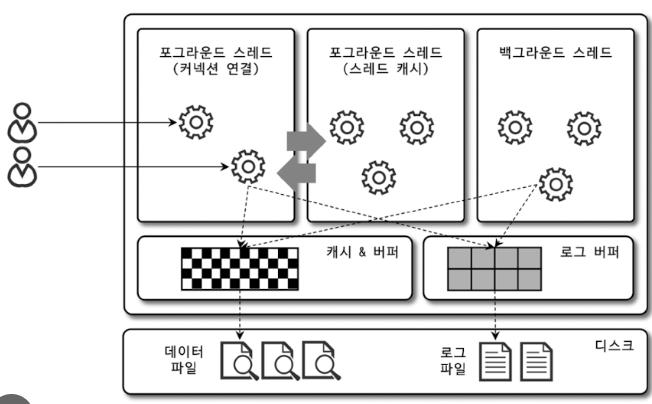 포그라운드 스레드
(커넥션 연결)
포그라운드 스레드
(스레드 캐시)
백그라운드 스레드
캐시 & 버퍼
로그 버퍼
데이터
파일
로그
파일
디스크